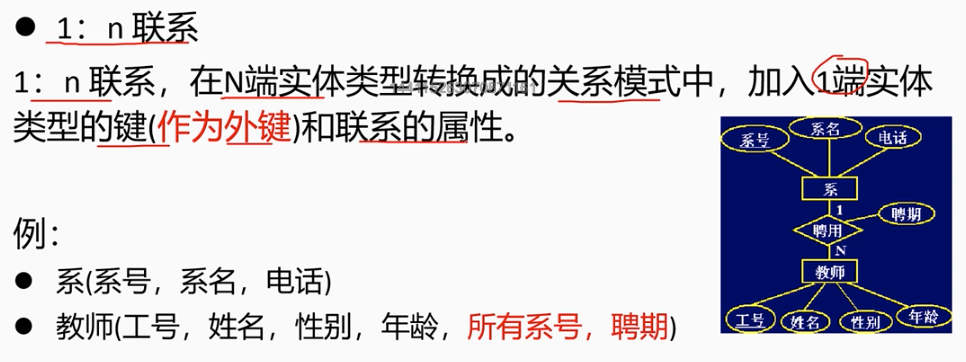 ● 1：n 联系
1：n 联系，在N端实体类型转换成的关系模式中，加入1端实体
类型的键(作为外键)和联系的属性。
例：
● 系(系号，系名，电话)
● 教师(工号，姓名，性别，年龄，所有系号，聘期)
系号 系名 电话
系
1
聘用 聘期
N
教师
工号 姓名 性别 年龄